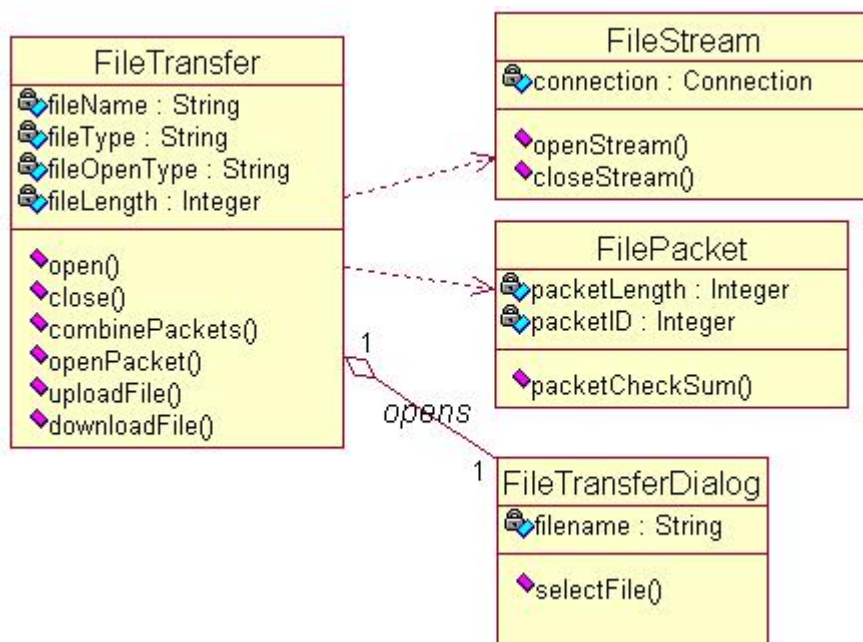 FileTransfer
fileName : String
fileType : String
fileOpenType : String
fileLength : Integer
open()
close()
combinePackets()
openPacket()
uploadFile()
downloadFile()
FileStream
connection : Connection
openStream()
closeStream()
FilePacket
packetLength : Integer
packetID : Integer
packetCheckSum()
1
opens
1
FileTransferDialog
filename : String
selectFile()